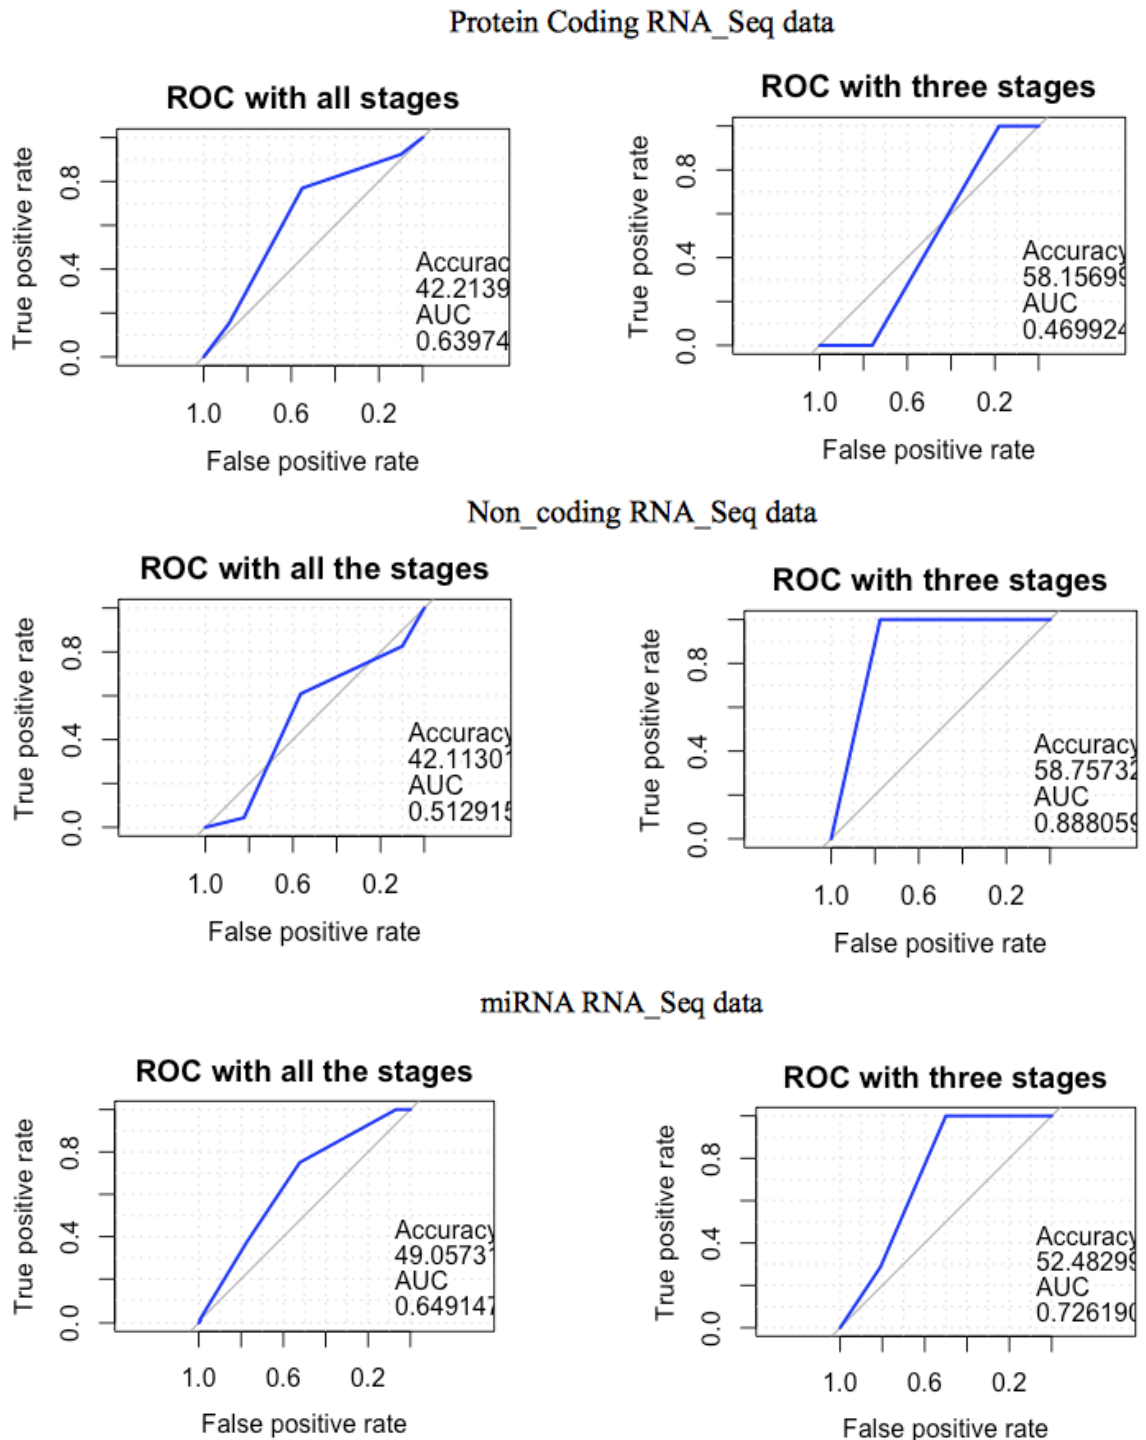 Protein Coding RNA_Seq data
ROC with all stages
True positive rate
0.8
0.4
0.0
Accurac
42.2139
AUC
0.63974
1.0 0.6 0.2
False positive rate
ROC with three stages
True positive rate
0.8
0.4
0.0
Accuracy
58.15699
AUC
0.469924
1.0 0.6 0.2
False positive rate
Non_coding RNA_Seq data
ROC with all the stages
True positive rate
0.8
0.4
0.0
Accuracy
42.11301
AUC
0.512915
1.0 0.6 0.2
False positive rate
ROC with three stages
True positive rate
0.8
0.4
0.0
Accuracy
58.75732
AUC
0.888059
1.0 0.6 0.2
False positive rate
miRNA RNA_Seq data
ROC with all the stages
True positive rate
0.8
0.4
0.0
Accuracy
49.05731
AUC
0.649147
1.0 0.6 0.2
False positive rate
ROC with three stages
True positive rate
0.8
0.4
0.0
Accuracy
52.48299
AUC
0.726190
1.0 0.6 0.2
False positive rate